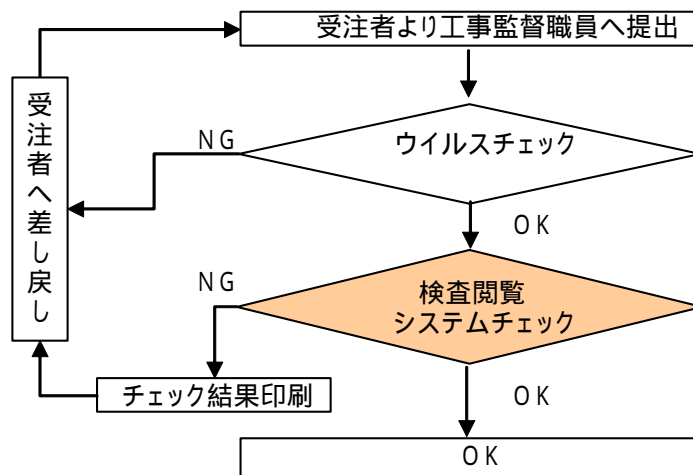 受注者より工事監督職員へ提出
ウイルスチェック
NG
受注者へ差し戻し
OK
検査閲覧
システムチェック
NG
チェック結果印刷
OK
OK